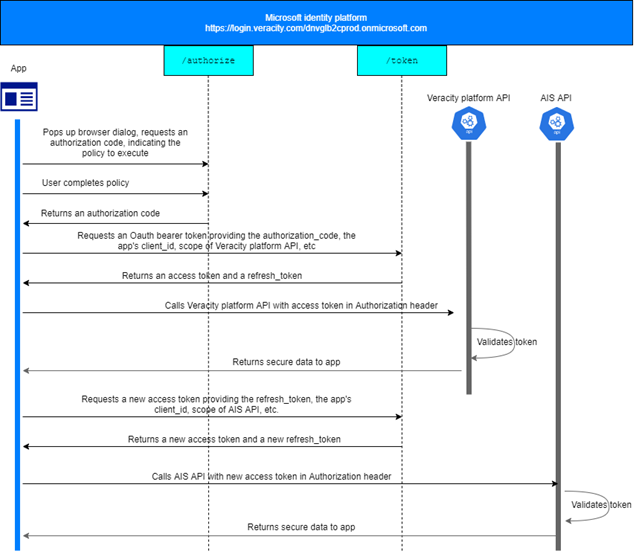 Microsoft identity platform
https://login.veracity.com/dnvglb2cprod.onmicrosoft.com
/authorize
/token
App
Veracity platform API
AIS API
api
api
Pops up browser dialog, requests an
authorization code, indicating the
policy to execute
User completes policy
Returns an authorization code
Requests an Oauth bearer token providing the authorization_code, the
app's client_id, scope of Veracity platform API, etc
Returns an access token and a refresh_token
Calls Veracity platform API with access token in Authorization header
Validates token
Returns secure data to app
Requests a new access token providing the refresh_token, the app's
client_id, scope of AIS API, etc.
Returns a new access token and a new refresh_token
Calls AIS API with new access token in Authorization header
Validates token
Returns secure data to app